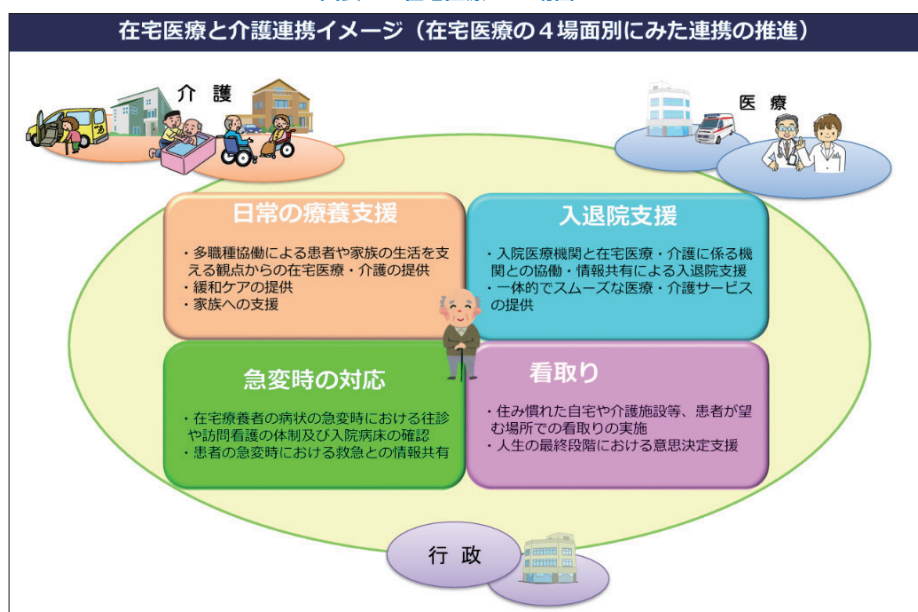 在宅医療と介護連携イメージ（在宅医療の４場面別にみた連携の推進）
介 護
医 療
日常の療養支援
・多職種協働による患者や家族の生活を支
える観点からの在宅医療・介護の提供
・緩和ケアの提供
・家族への支援
入退院支援
・入院医療機関と在宅医療・介護に係る機
関との協働・情報共有による入退院支援
・一体的でスムーズな医療・介護サービス
の提供
急変時の対応
・在宅療養者の病状の急変時における往診
や訪問看護の体制及び入院病床の確認
・患者の急変時における救急との情報共有
看取り
・住み慣れた自宅や介護施設等、患者が望
む場所での看取りの実施
・人生の最終段階における意思決定支援
行 政